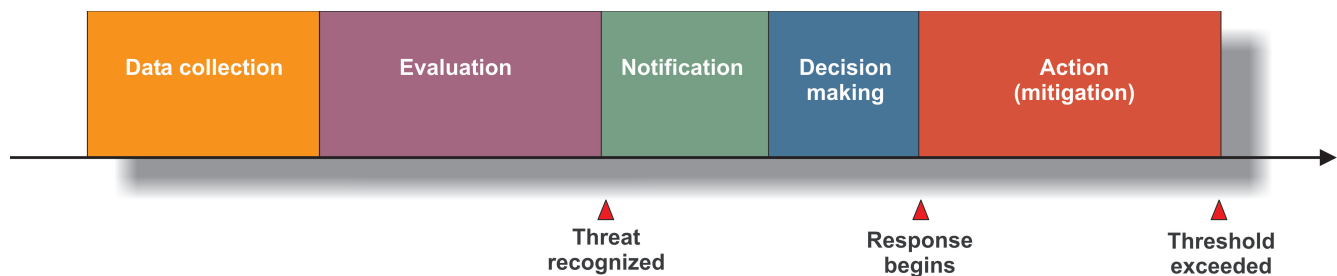 Data collection
Evaluation
Notification
Decision
making
Action
(mitigation)
Threat
recognized
Response
begins
Threshold
exceeded